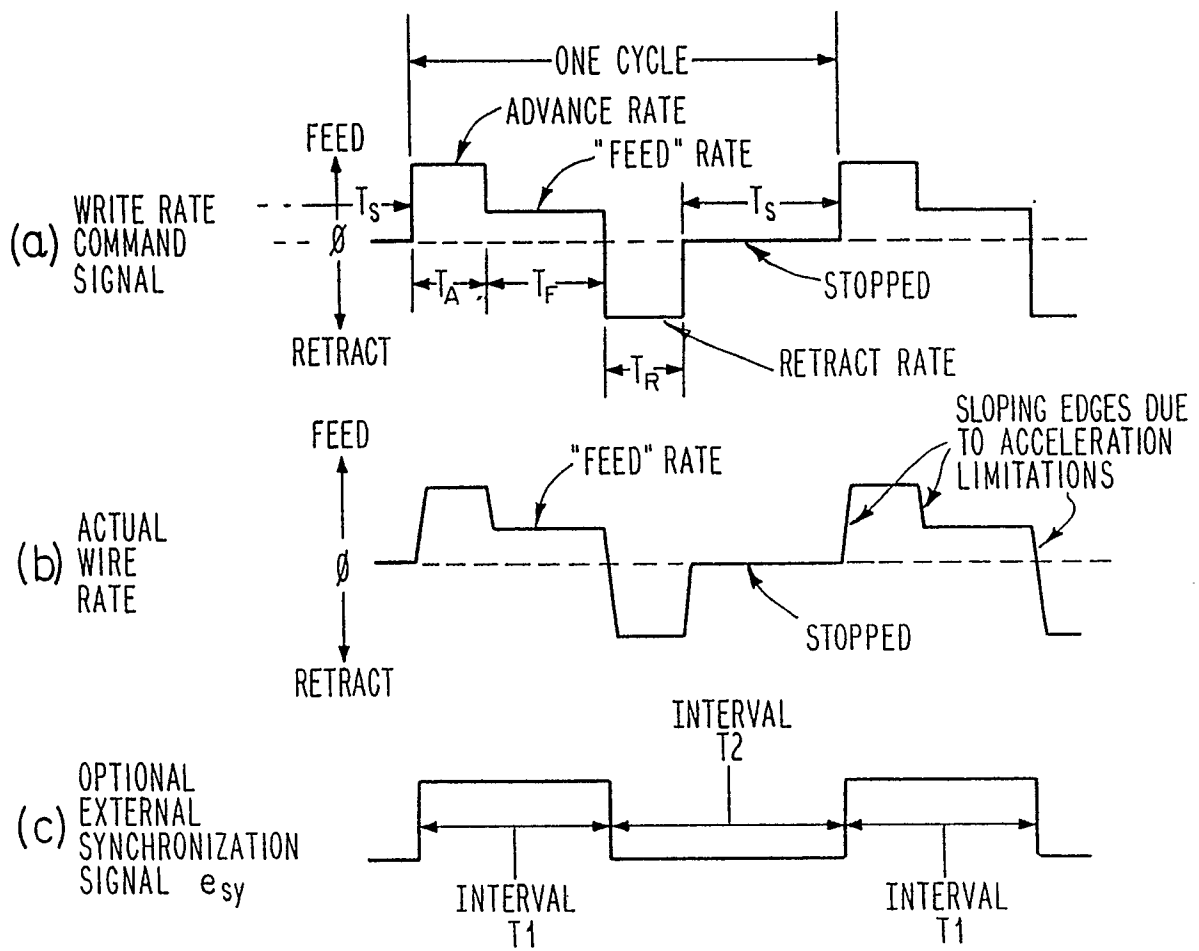 ONE CYCLE
ADVANCE RATE
"FEED" RATE
FEED
T_S
T_S
(a) WRITE RATE
COMMAND
SIGNAL
Ø
T_A
T_F
STOPPED
RETRACT
T_R
RETRACT RATE
SLOPING EDGES DUE
TO ACCELERATION
LIMITATIONS
FEED
"FEED" RATE
(b) ACTUAL
WIRE
RATE
Ø
STOPPED
RETRACT
INTERVAL
T2
(c) OPTIONAL
EXTERNAL
SYNCHRONIZATION
SIGNAL e_sy
INTERVAL
T1
INTERVAL
T1